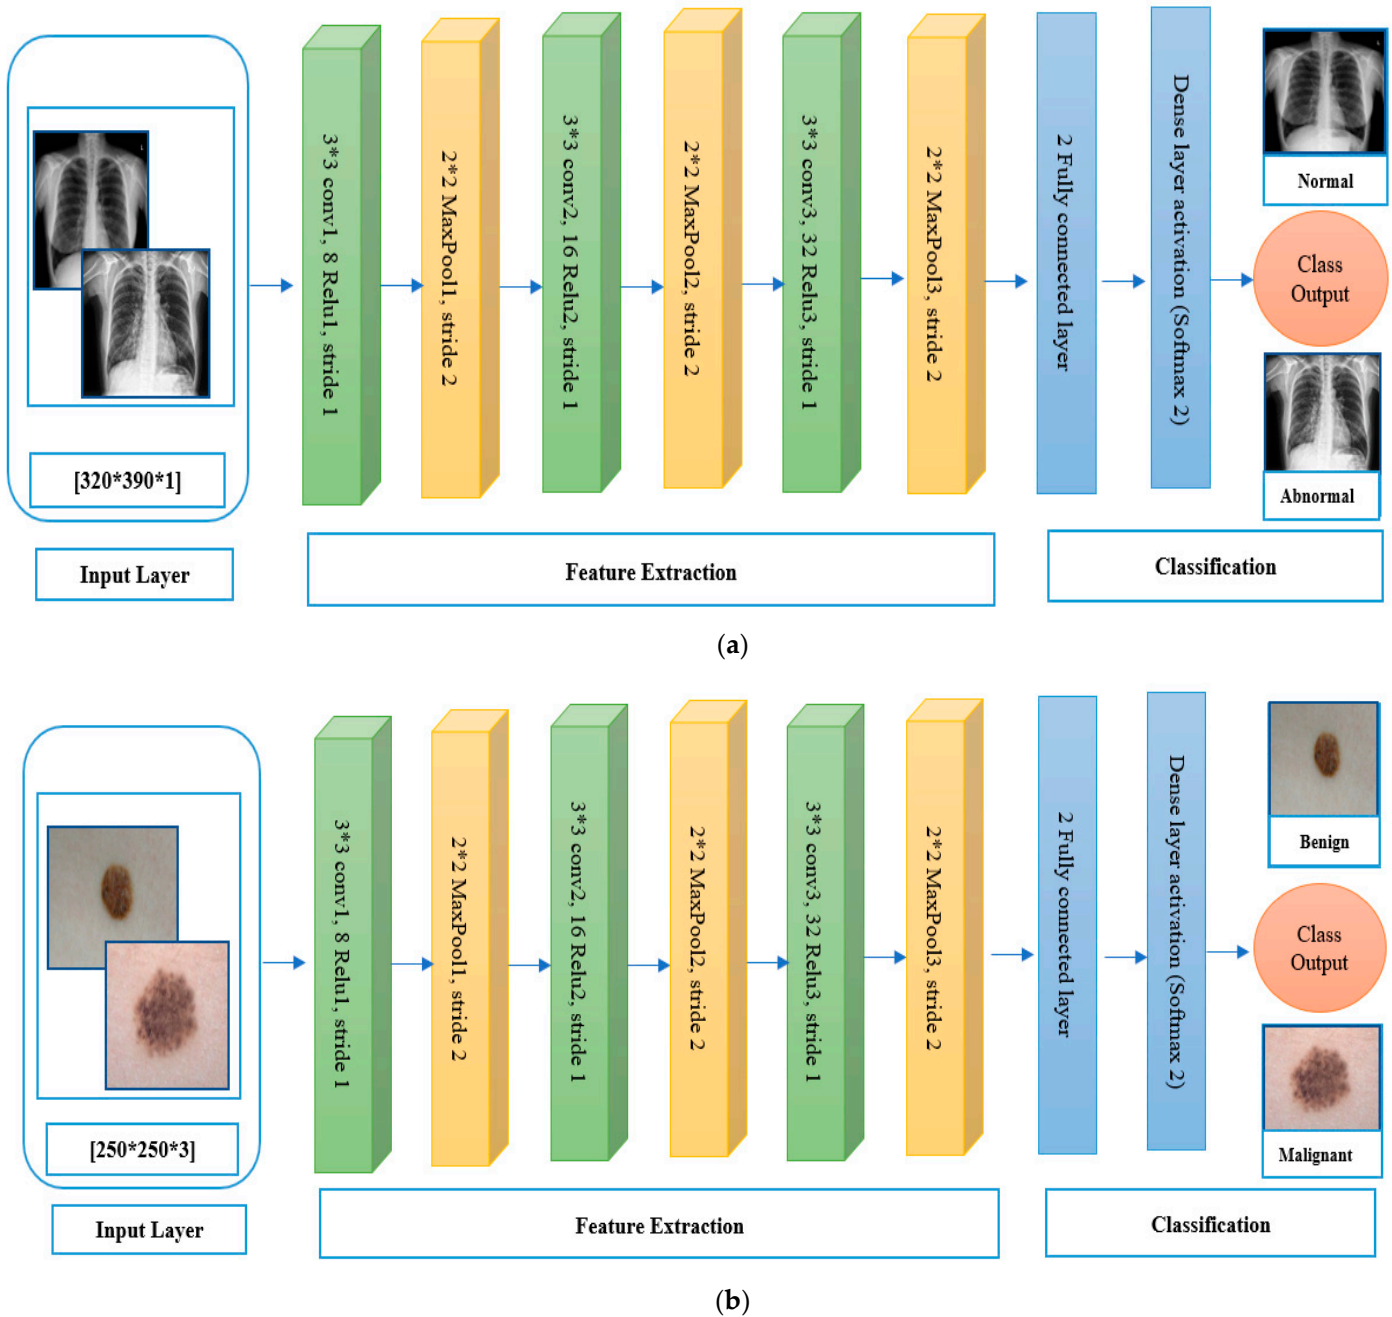 3*3 conv1, 8 Relu1, stride 1
2*2 MaxPool1, stride 2
3*3 conv2, 16 Relu2, stride 1
2*2 MaxPool2, stride 2
3*3 conv3, 32 Relu3, stride 1
2*2 MaxPool3, stride 2
2 Fully connected layer
Dense layer activation (Softmax 2)
Normal
Class
Output
Abnormal
[320*390*1]
Input Layer
Feature Extraction
Classification
(a)
3*3 conv1, 8 Relu1, stride 1
2*2 MaxPool1, stride 2
3*3 conv2, 16 Relu2, stride 1
2*2 MaxPool2, stride 2
3*3 conv3, 32 Relu3, stride 1
2*2 MaxPool3, stride 2
2 Fully connected layer
Dense layer activation (Softmax 2)
Benign
Class
Output
Malignant
[250*250*3]
Input Layer
Feature Extraction
Classification
(b)